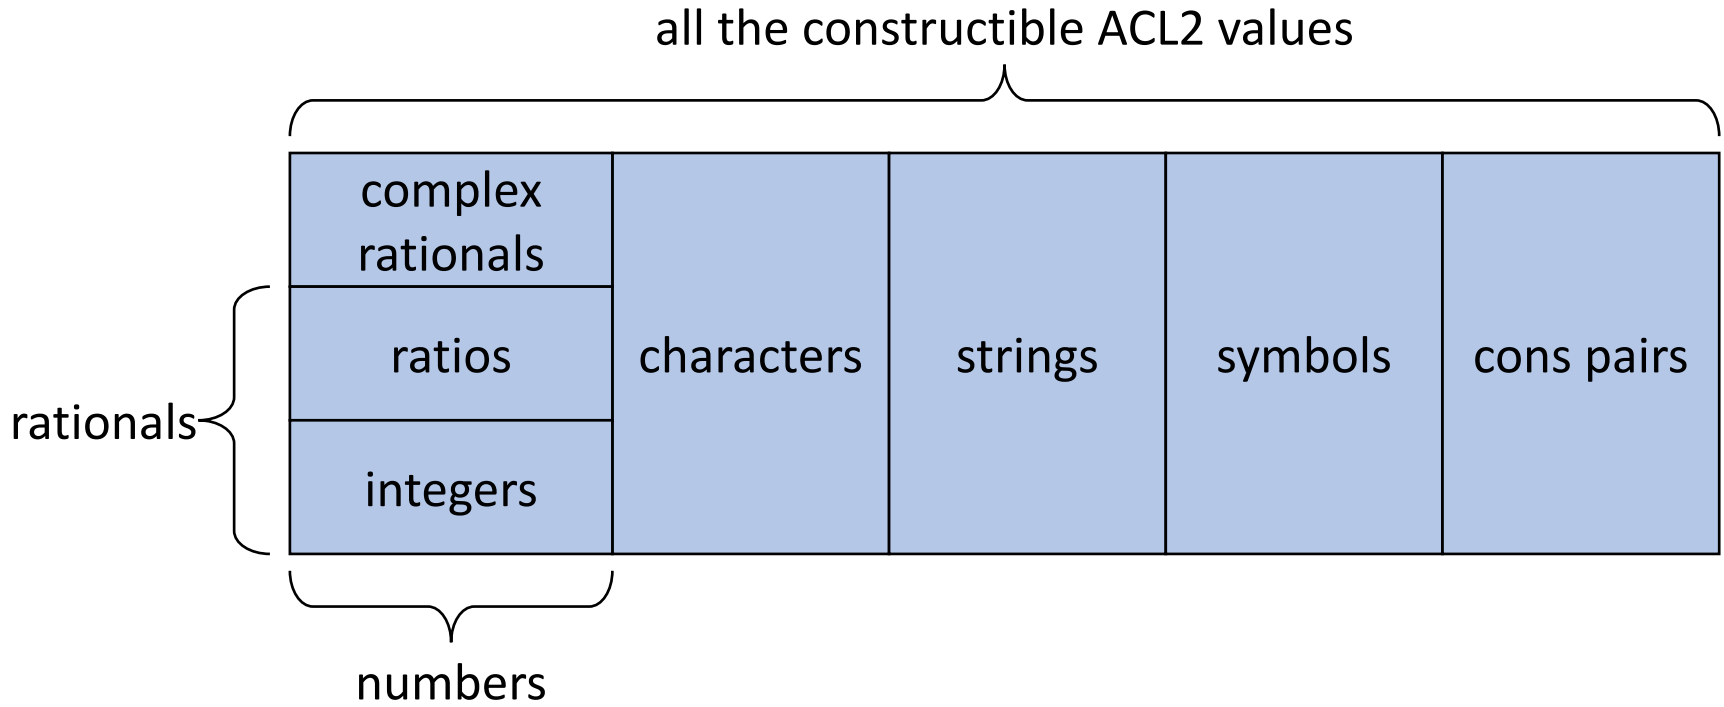 all the constructible ACL2 values
complex
rationals
ratios
characters
strings
symbols
cons pairs
rationals
integers
numbers